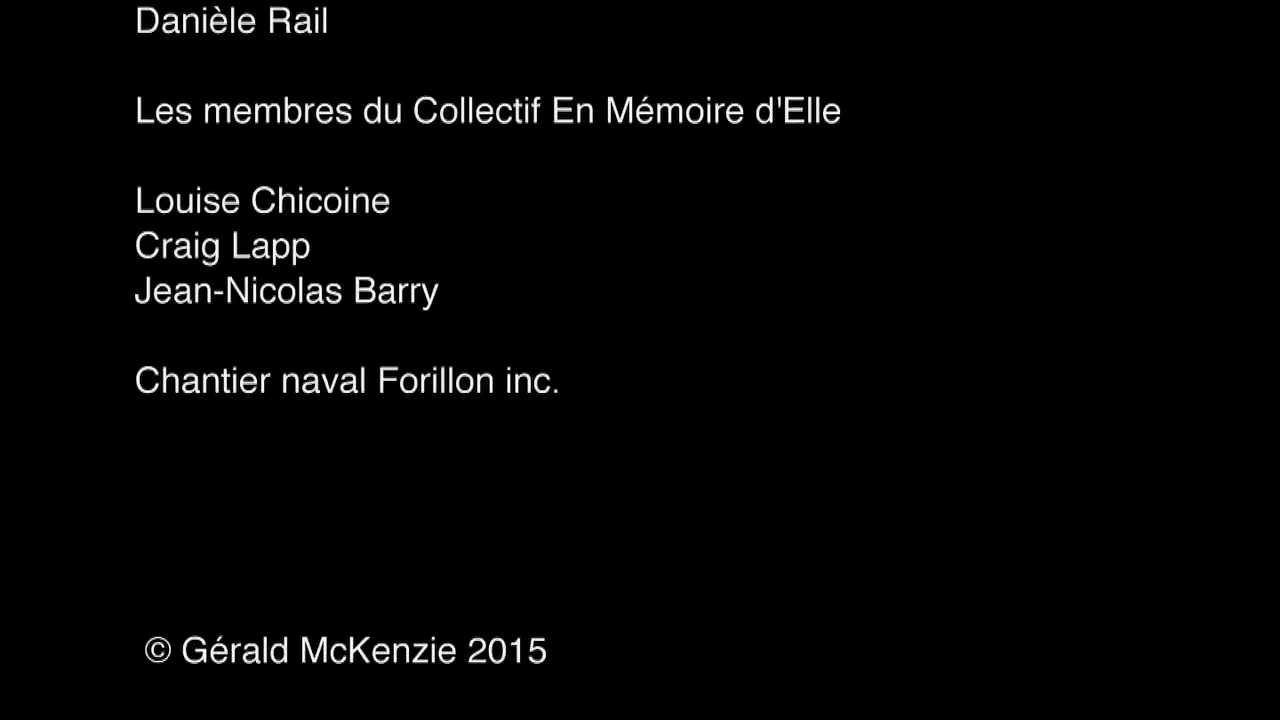 Danièle Rail
Les membres du Collectif En Mémoire d'Elle
Louise Chicoine
Craig Lapp
Jean-Nicolas Barry
Chantier naval Forillon inc.
© Gérald McKenzie 2015